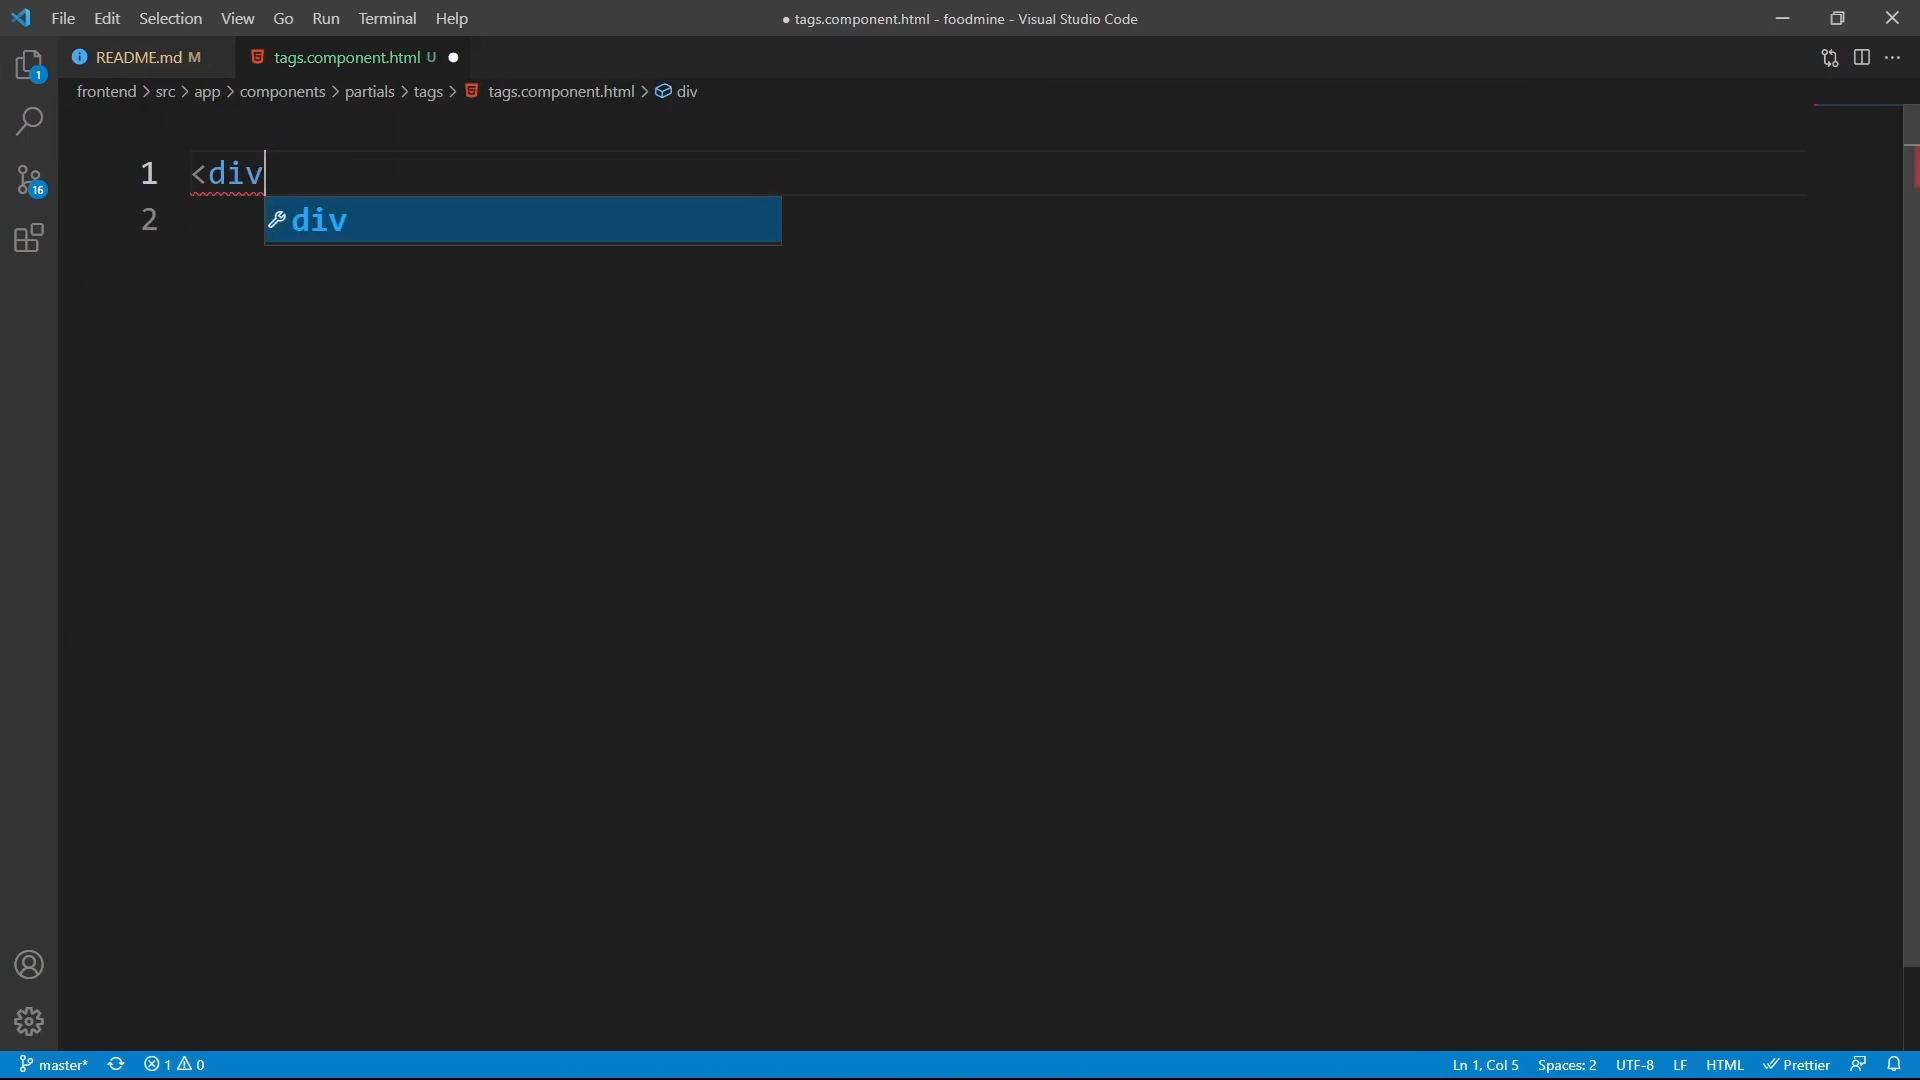 File Edit Selection View Go Run Terminal Help
● tags.component.html - foodmine - Visual Studio Code
README.md M
tags.component.html U ●
frontend > src > app > components > partials > tags > tags.component.html > div
1
16
1 <div
div
2
master*
1 0
Ln 1, Col 5 Spaces: 2 UTF-8 LF HTML Prettier